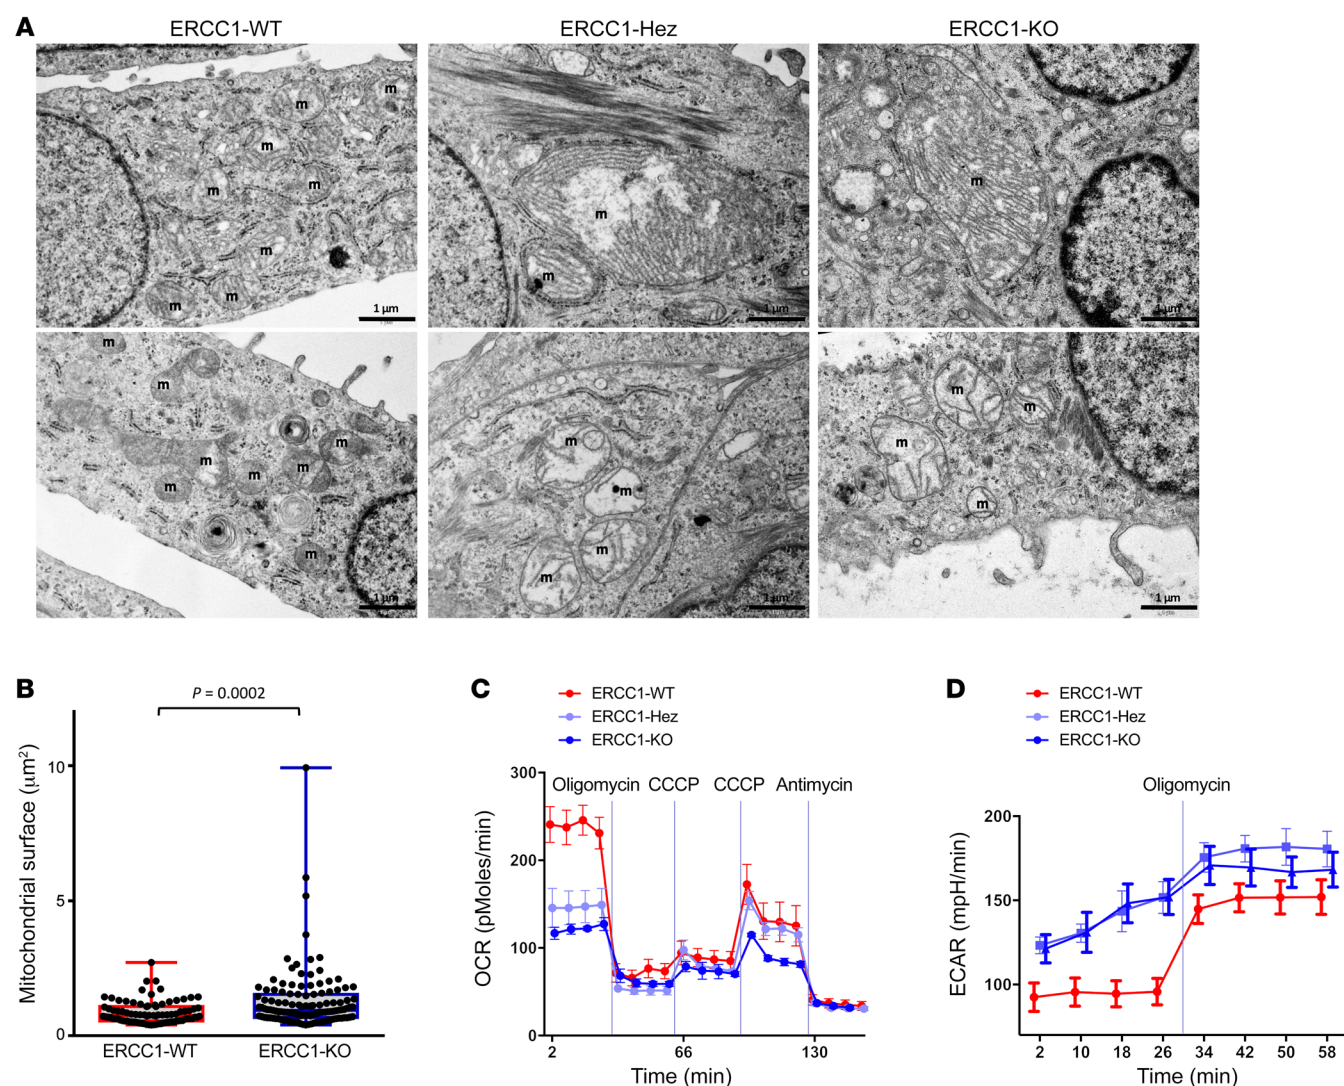 A
ERCC1-WT
ERCC1-Hez
ERCC1-KO
m m m m m m m m
1 µm
m m
1 µm
m
1 µm
m m m m m m m m
1 µm
m m m m
1 µm
m m m m
1 µm
B
P = 0.0002
Mitochondrial surface (µm²)
10
5
0
ERCC1-WT
ERCC1-KO
C
ERCC1-WT
ERCC1-Hez
ERCC1-KO
Oligomycin CCCP CCCP Antimycin
OCR (pMoles/min)
300
200
100
0
2 66 130
Time (min)
D
ERCC1-WT
ERCC1-Hez
ERCC1-KO
Oligomycin
ECAR (mpH/min)
200
150
100
2 10 18 26 34 42 50 58
Time (min)